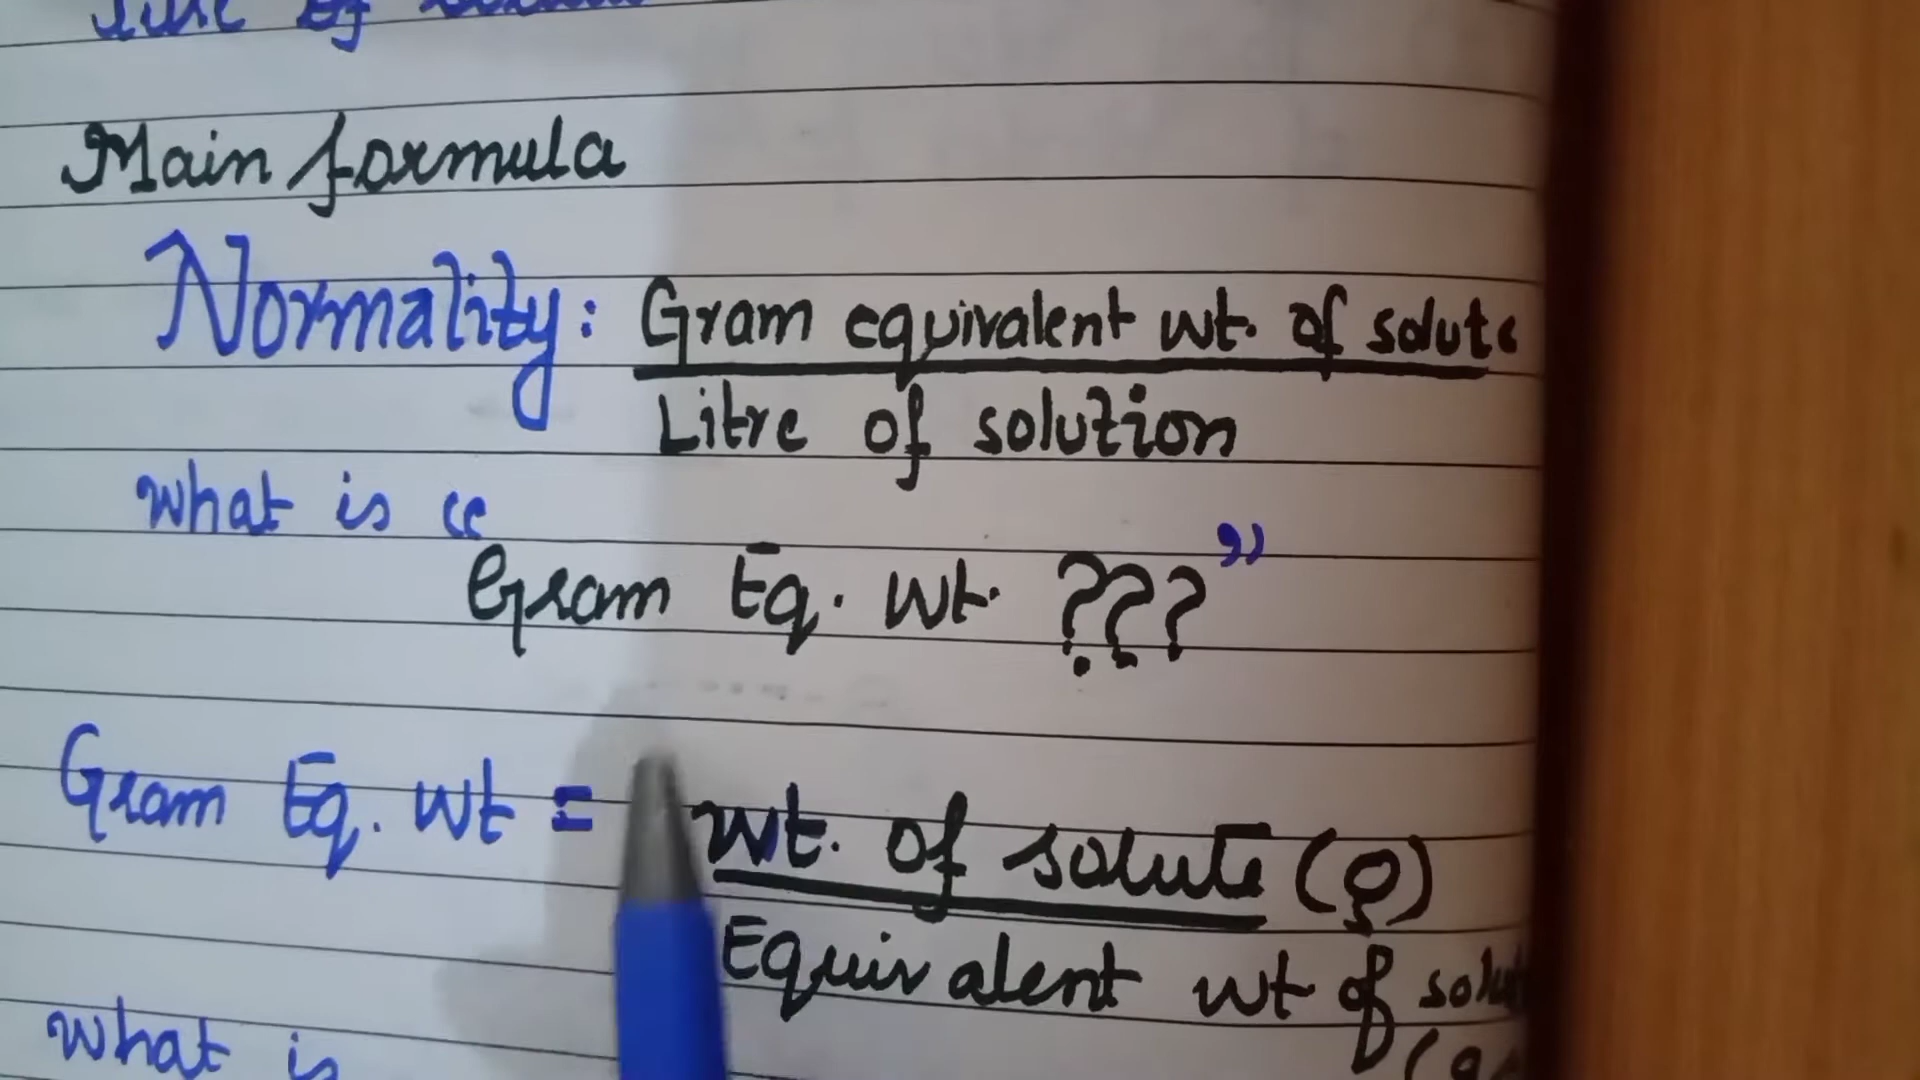 Main formula
Normality: Gram equivalent wt. of solute
Litre of solution
What is “
Gram Eq. Wt. ???”
Gram Eq. Wt = wt. of solute (g)
Equivalent wt of
what is